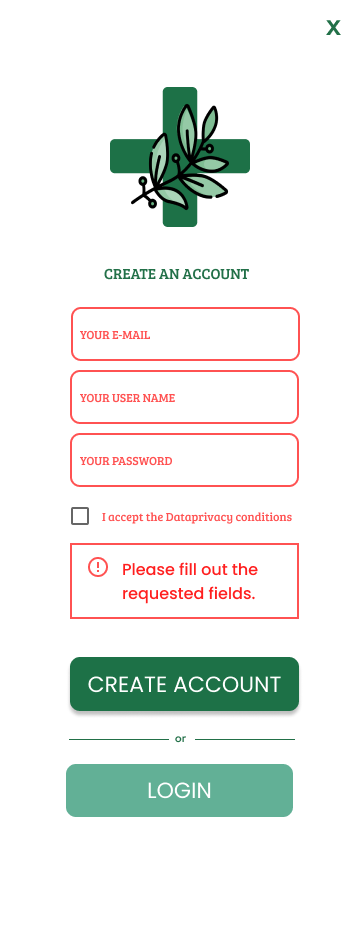 X
CREATE AN ACCOUNT
YOUR E-MAIL
YOUR USER NAME
YOUR PASSWORD
I accept the Dataprivacy conditions
Please fill out the
requested fields.
CREATE ACCOUNT
or
LOGIN